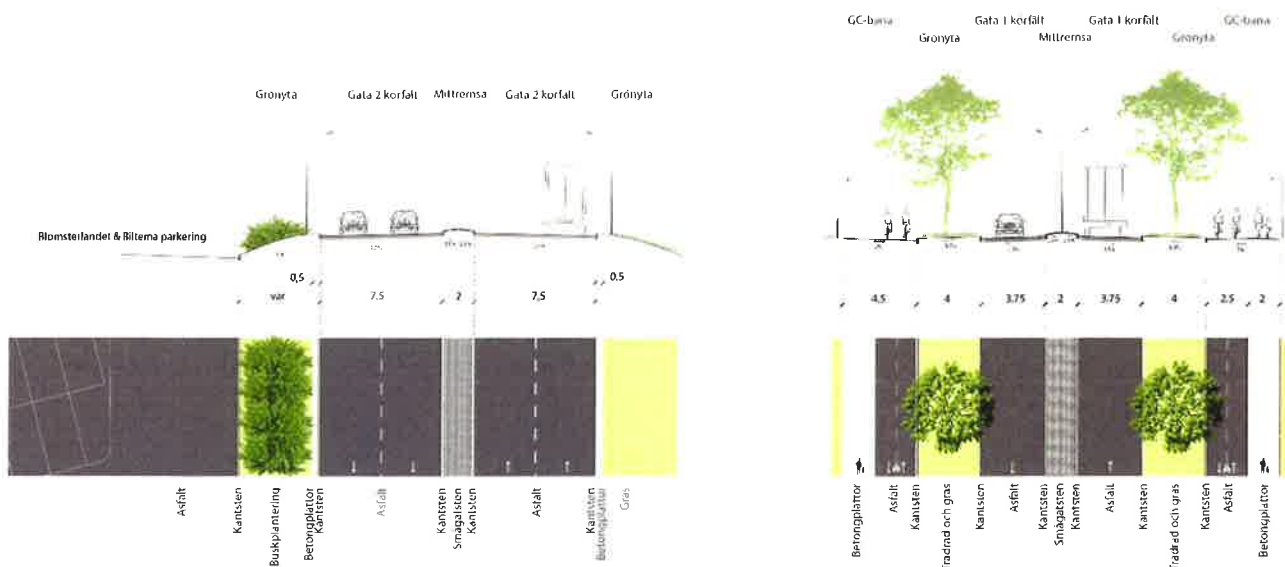 Grönyta Gata 2 körfält Mittremsa Gata 2 körfält Grönyta
Blomsterlandet & Biltema parkering
0,5 0.5
var 7.5 2 7,5
Asfalt
Kantsten
Buskplantering
Betongplattor
Kantsten
Asfalt
Kantsten
Smågatsten
Kantsten
Asfalt
Kantsten
Betongplattor
Gräs
GC-bana Gata 1 körfält Gata 1 körfält GC-bana
Grönyta Mittremsa Grönyta
4,5 4 3.75 2 3.75 4 2.5 2
Betongplattor
Asfalt
Kantsten
Trädrad och gräs
Kantsten
Asfalt
Kantsten
Smågatsten
Kantsten
Asfalt
Kantsten
Trädrad och gräs
Kantsten
Asfalt
Betongplattor